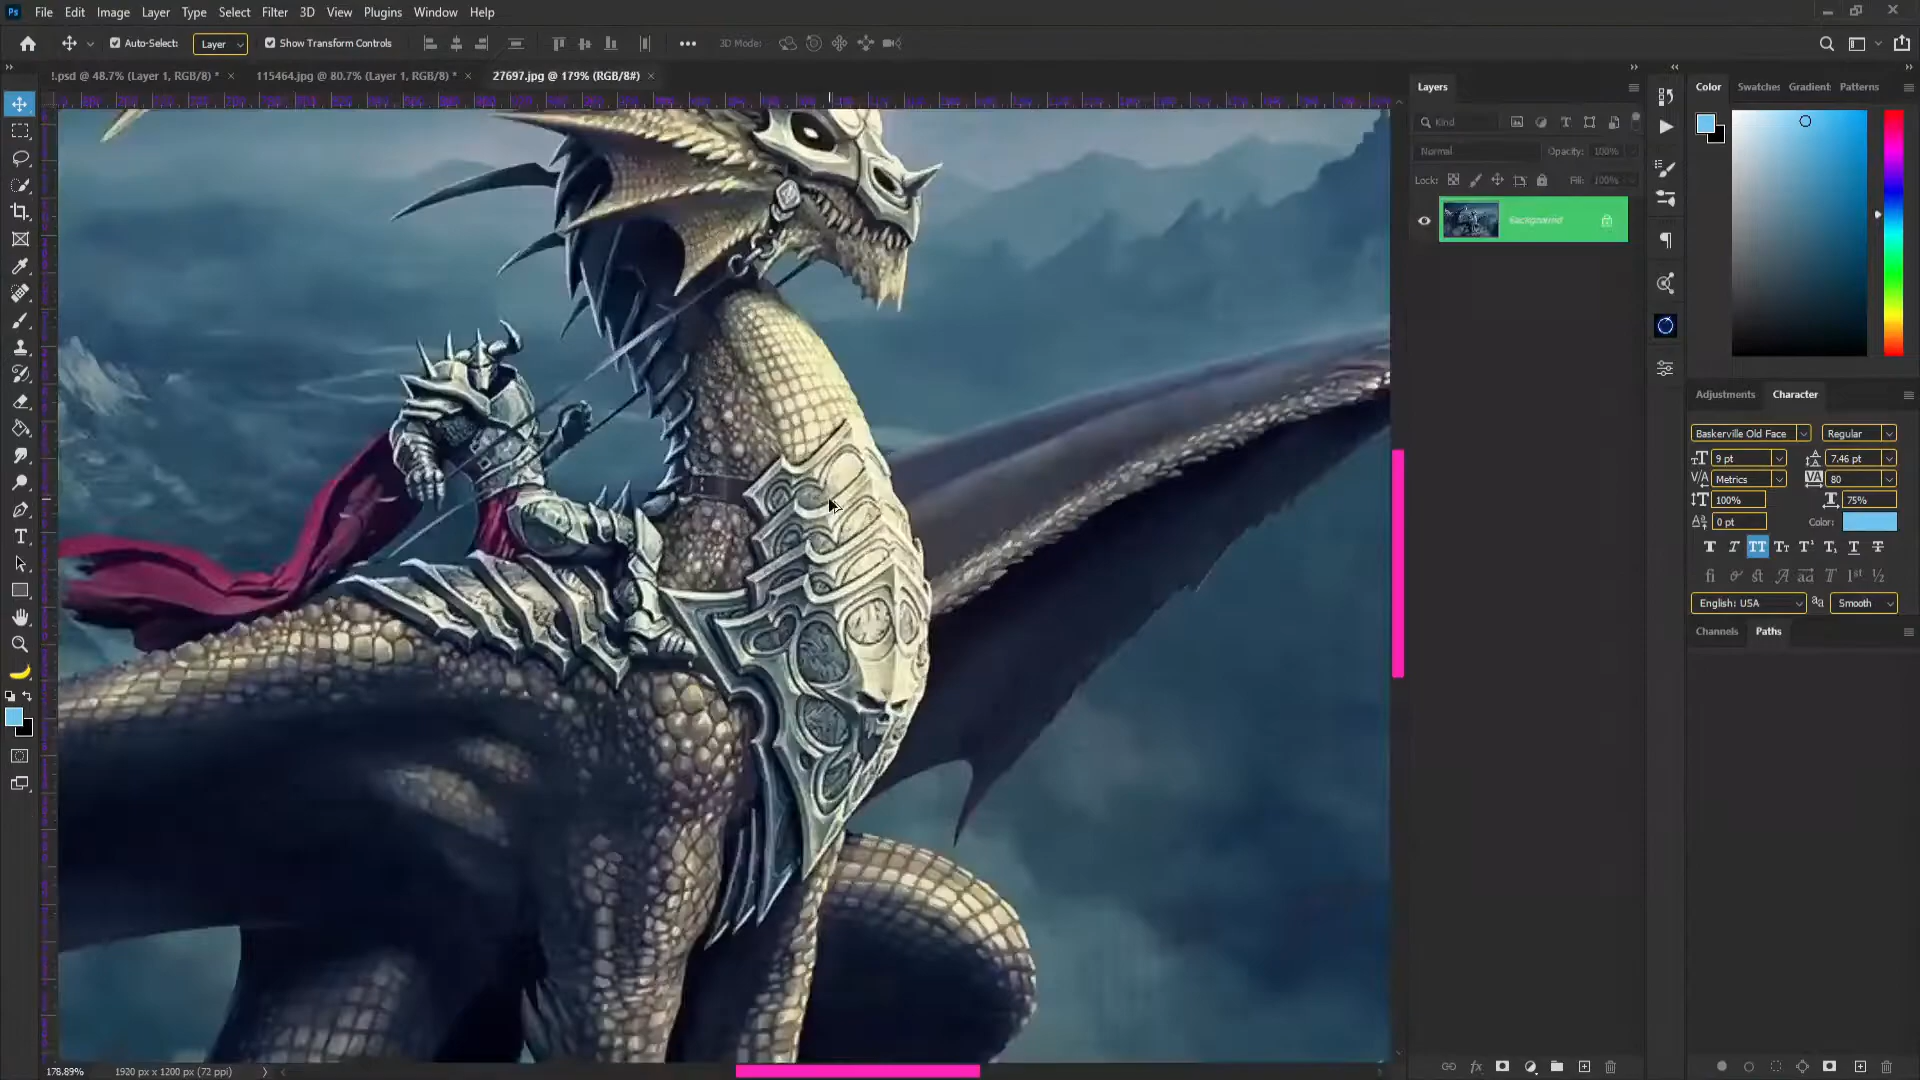 Ps File Edit Image Layer Type Select Filter 3D View Plugins Window Help
Auto-Select: Layer Show Transform Controls 3D Mode:
!.psd @ 48.7% (Layer 1, RGB/8) * 115464.jpg @ 80.7% (Layer 1, RGB/8) * 27697.jpg @ 179% (RGB/8#)
Layers
Kind
Normal Opacity: 100%
Lock: Fill: 100%
Background
Color Swatches Gradient Patterns
Adjustments Character
Baskerville Old Face Regular
9 pt 7.46 pt
Metrics 80
100% 75%
0 pt Color:
English: USA Smooth
Channels Paths
178.89% 1920 px x 1200 px (72 ppi)